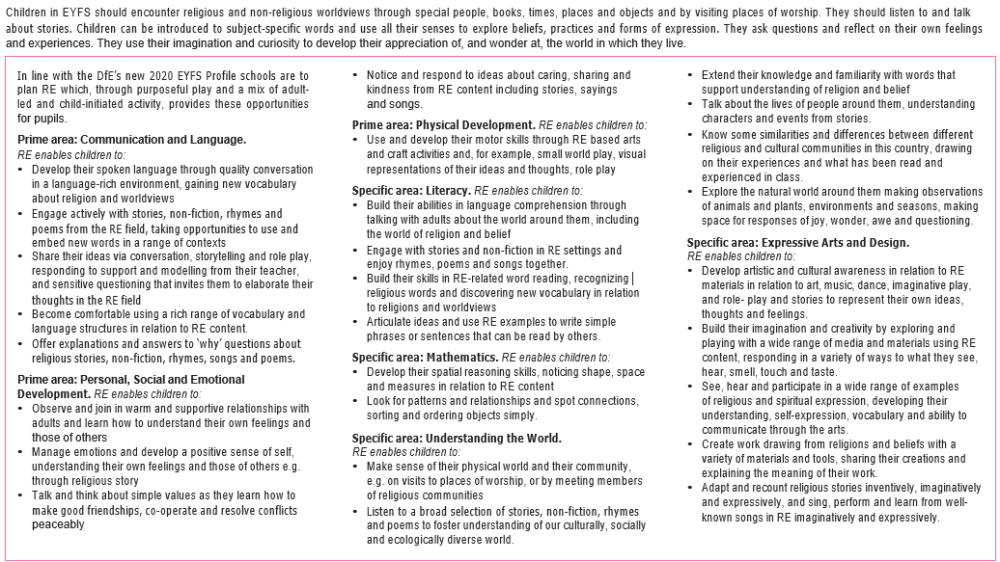 Children in EYFS should encounter religious and non-religious worldviews through special people, books, times, places and objects and by visiting places of worship. They should listen to and talk
about stories. Children can be introduced to subject-specific words and use all their senses to explore beliefs, practices and forms of expression. They ask questions and reflect on their own feelings
and experiences. They use their imagination and curiosity to develop their appreciation of, and wonder at, the world in which they live.
In line with the DfE's new 2020 EYFS Profile schools are to
plan RE which, through purposeful play and a mix of adult-
led and child-initiated activity, provides these opportunities
for pupils.
Prime area: Communication and Language.
RE enables children to:
• Develop their spoken language through quality conversation
in a language-rich environment, gaining new vocabulary
about religion and worldviews
• Engage actively with stories, non-fiction, rhymes and
poems from the RE field, taking opportunities to use and
embed new words in a range of contexts
• Share their ideas via conversation, storytelling and role play,
responding to support and modelling from their teacher,
and sensitive questioning that invites them to elaborate their
thoughts in the RE field
• Become comfortable using a rich range of vocabulary and
language structures in relation to RE content.
• Offer explanations and answers to 'why' questions about
religious stories, non-fiction, rhymes, songs and poems.
Prime area: Personal, Social and Emotional
Development. RE enables children to:
• Observe and join in warm and supportive relationships with
adults and learn how to understand their own feelings and
those of others
• Manage emotions and develop a positive sense of self,
understanding their own feelings and those of others e.g.
through religious story
• Talk and think about simple values as they learn how to
make good friendships, co-operate and resolve conflicts
peaceably
• Notice and respond to ideas about caring, sharing and
kindness from RE content including stories, sayings
and songs.
Prime area: Physical Development. RE enables children to:
• Use and develop their motor skills through RE based arts
and craft activities and, for example, small world play, visual
representations of their ideas and thoughts, role play
Specific area: Literacy. RE enables children to:
• Build their abilities in language comprehension through
talking with adults about the world around them, including
the world of religion and belief
• Engage with stories and non-fiction in RE settings and
enjoy rhymes, poems and songs together.
• Build their skills in RE-related word reading, recognizing
religious words and discovering new vocabulary in relation
to religions and worldviews
• Articulate ideas and use RE examples to write simple
phrases or sentences that can be read by others.
Specific area: Mathematics. RE enables children to:
• Develop their spatial reasoning skills, noticing shape, space
and measures in relation to RE content
• Look for patterns and relationships and spot connections,
sorting and ordering objects simply.
Specific area: Understanding the World.
RE enables children to:
• Make sense of their physical world and their community,
e.g. on visits to places of worship, or by meeting members
of religious communities
• Listen to a broad selection of stories, non-fiction, rhymes
and poems to foster understanding of our culturally, socially
and ecologically diverse world.
• Extend their knowledge and familiarity with words that
support understanding of religion and belief
• Talk about the lives of people around them, understanding
characters and events from stories.
• Know some similarities and differences between different
religious and cultural communities in this country, drawing
on their experiences and what has been read and
experienced in class.
• Explore the natural world around them making observations
of animals and plants, environments and seasons, making
space for responses of joy, wonder, awe and questioning.
Specific area: Expressive Arts and Design.
RE enables children to:
• Develop artistic and cultural awareness in relation to RE
materials in relation to art, music, dance, imaginative play,
and role- play and stories to represent their own ideas,
thoughts and feelings.
• Build their imagination and creativity by exploring and
playing with a wide range of media and materials using RE
content, responding in a variety of ways to what they see,
hear, smell, touch and taste.
• See, hear and participate in a wide range of examples
of religious and spiritual expression, developing their
understanding, self-expression, vocabulary and ability to
communicate through the arts.
• Create work drawing from religions and beliefs with a
variety of materials and tools, sharing their creations and
explaining the meaning of their work.
• Adapt and recount religious stories inventively, imaginatively
and expressively, and sing, perform and learn from well-
known songs in RE imaginatively and expressively.